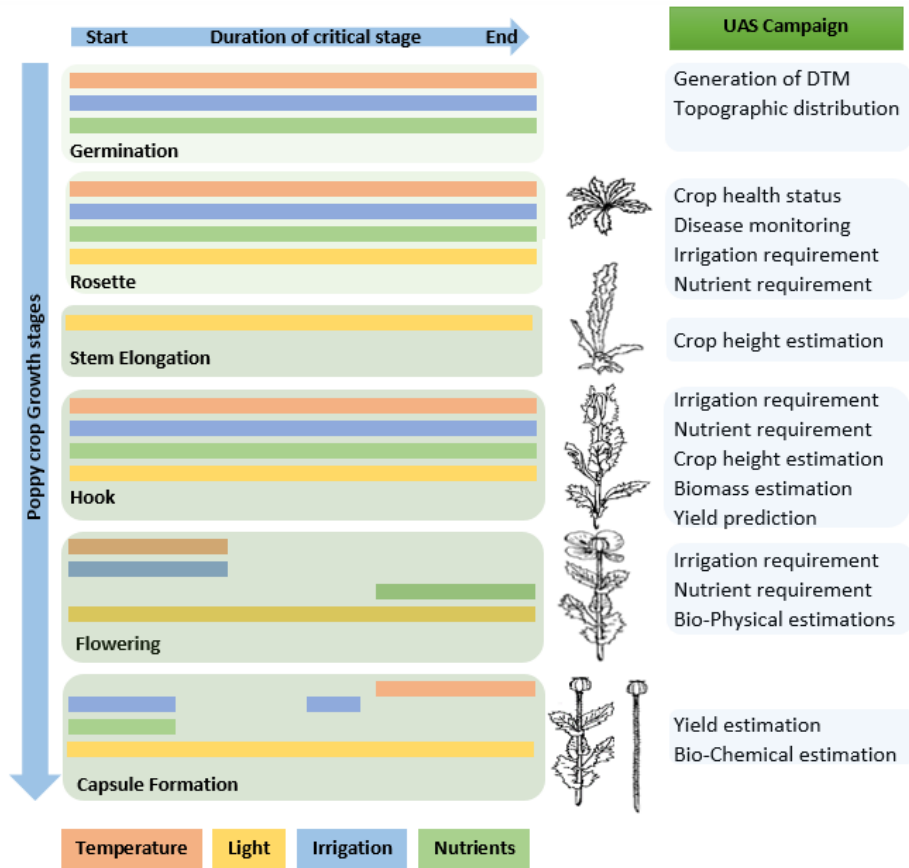 Start Duration of critical stage End
UAS Campaign
Poppy crop Growth stages
Germination
Generation of DTM
Topographic distribution
Rosette
Crop health status
Disease monitoring
Irrigation requirement
Nutrient requirement
Stem Elongation
Crop height estimation
Hook
Irrigation requirement
Nutrient requirement
Crop height estimation
Biomass estimation
Yield prediction
Flowering
Irrigation requirement
Nutrient requirement
Bio-Physical estimations
Capsule Formation
Yield estimation
Bio-Chemical estimation
Temperature Light Irrigation Nutrients